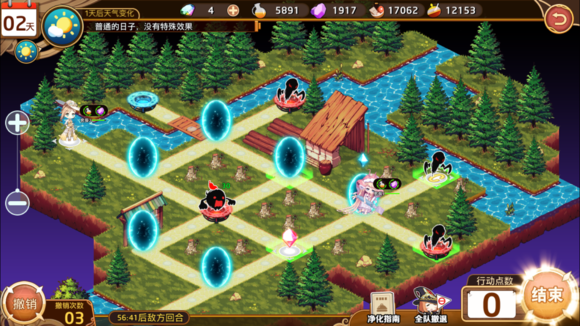 02天
1天后天气变化
普通的日子，没有特殊效果
4
5891
1917
17062
12153
撤销
撤销次数
03
56:41后敌方回合
净化指南
全队撤退
行动点数
0
结束